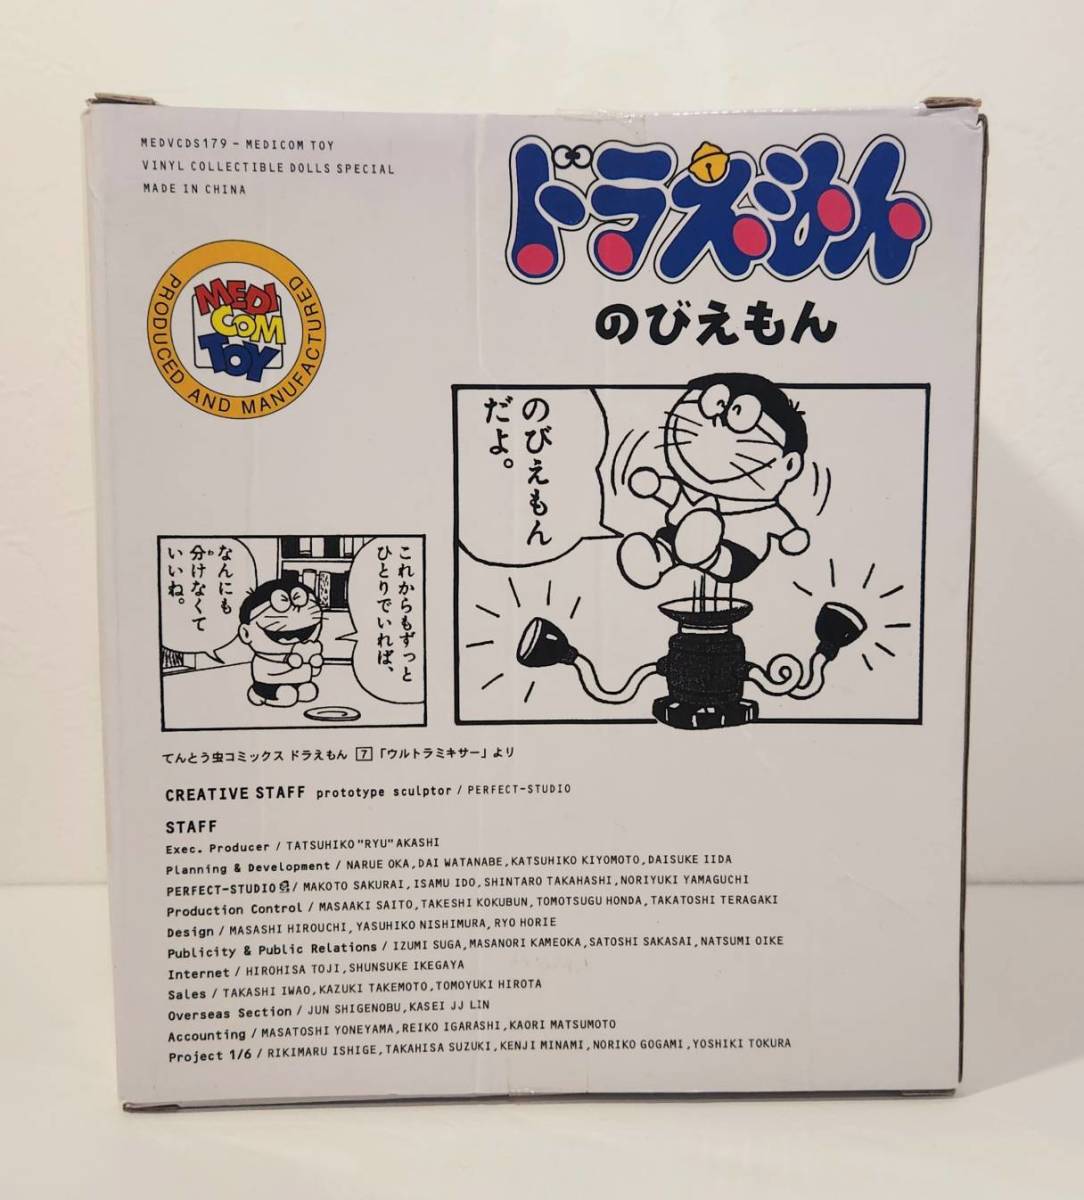 MEDVCDS179 - MEDICOM TOY
VINYL COLLECTIBLE DOLLS SPECIAL
MADE IN CHINA
PRODUCED AND MANUFACTURED
MEDI
COM
TOY
ドラえもん
のびえもん
のびえもん
だよ。
これからもずっと
ひとりでいれば、
なんにも
分けなくて
いいね。
てんとう虫コミックス ドラえもん 7 「ウルトラミキサー」より
CREATIVE STAFF prototype sculptor / PERFECT-STUDIO
STAFF
Exec. Producer / TATSUHIKO "RYU" AKASHI
Planning & Development / NARUE OKA, DAI WATANABE, KATSUHIKO KIYOMOTO, DAISUKE IIDA
PERFECT-STUDIO / MAKOTO SAKURAI, ISAMU IDO, SHINTARO TAKAHASHI, NORIYUKI YAMAGUCHI
Production Control / MASAAKI SAITO, TAKESHI KOKUBUN, TOMOTSUGU HONDA, TAKATOSHI TERAGAKI
Design / MASASHI HIROUCHI, YASUHIKO NISHIMURA, RYO HORIE
Publicity & Public Relations / IZUMI SUGA, MASANORI KAMEOKA, SATOSHI SAKASAI, NATSUMI OIKE
Internet / HIROHISA TOJI, SHUNSUKE IKEGAYA
Sales / TAKASHI IWAO, KAZUKI TAKEMOTO, TOMOYUKI HIROTA
Overseas Section / JUN SHIGENOBU, KASEI JJ LIN
Accounting / MASATOSHI YONEYAMA, REIKO IGARASHI, KAORI MATSUMOTO
Project 1/6 / RIKIMARU ISHIGE, TAKAHISA SUZUKI, KENJI MINAMI, NORIKO GOGAMI, YOSHIKI TOKURA